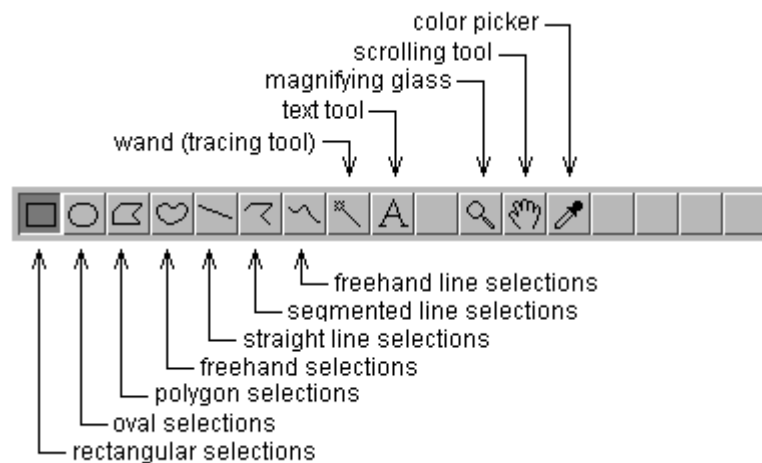 color picker
scrolling tool
magnifying glass
text tool
wand (tracing tool)
A
freehand line selections
segmented line selections
straight line selections
freehand selections
polygon selections
oval selections
rectangular selections